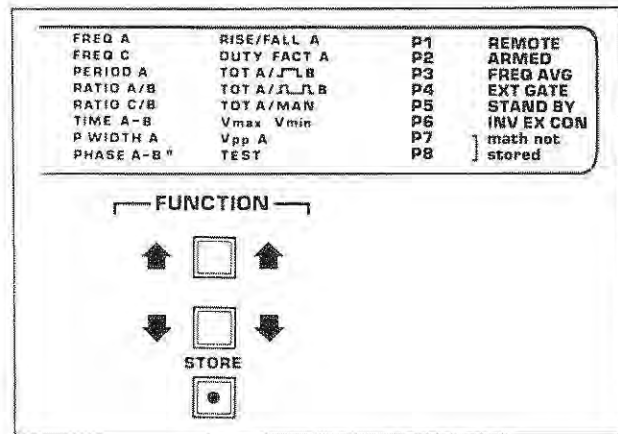 FREQ A RISE/FALL A P1 REMOTE
FREQ C DUTY FACT A P2 ARMED
PERIOD A TOT A/ B P3 FREQ AVG
RATIO A/B TOT A/ B P4 EXT GATE
RATIO C/B TOT A/MAN P5 STAND BY
TIME A-B Vmax Vmin P6 INV EX CON
P WIDTH A Vpp A P7 math not
PHASE A-B° TEST P8 stored
FUNCTION
STORE